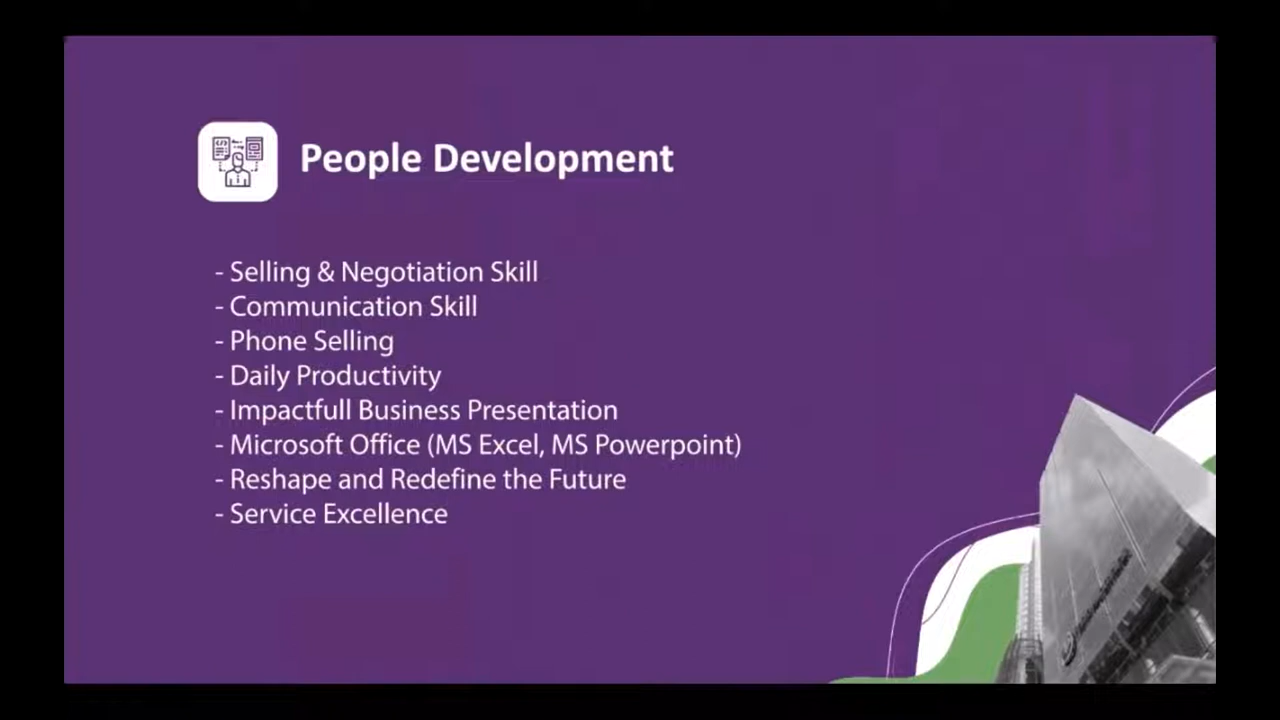 People Development
- Selling & Negotiation Skill
- Communication Skill
- Phone Selling
- Daily Productivity
- Impactfull Business Presentation
- Microsoft Office (MS Excel, MS Powerpoint)
- Reshape and Redefine the Future
- Service Excellence